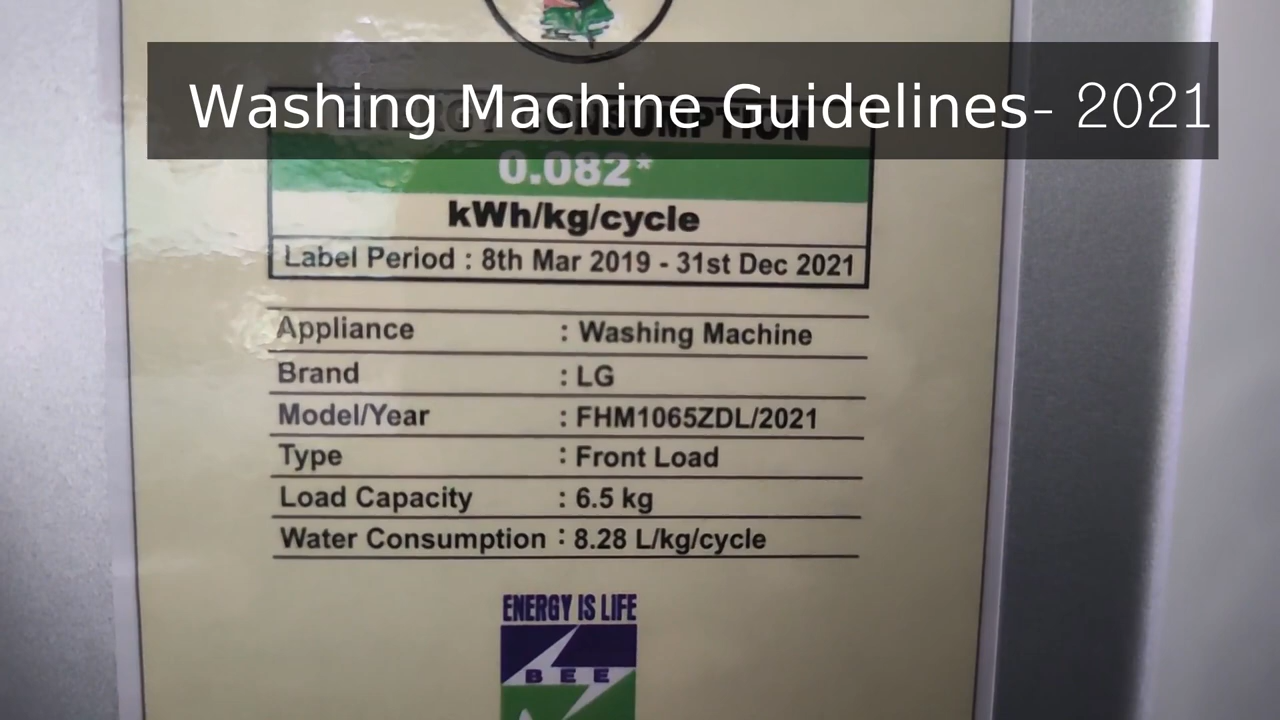 Washing Machine Guidelines- 2021
ENERGY CONSUMPTION
0.082*
kWh/kg/cycle
Label Period : 8th Mar 2019 - 31st Dec 2021
Appliance : Washing Machine
Brand : LG
Model/Year : FHM1065ZDL/2021
Type : Front Load
Load Capacity : 6.5 kg
Water Consumption : 8.28 L/kg/cycle
ENERGY IS LIFE
BEE